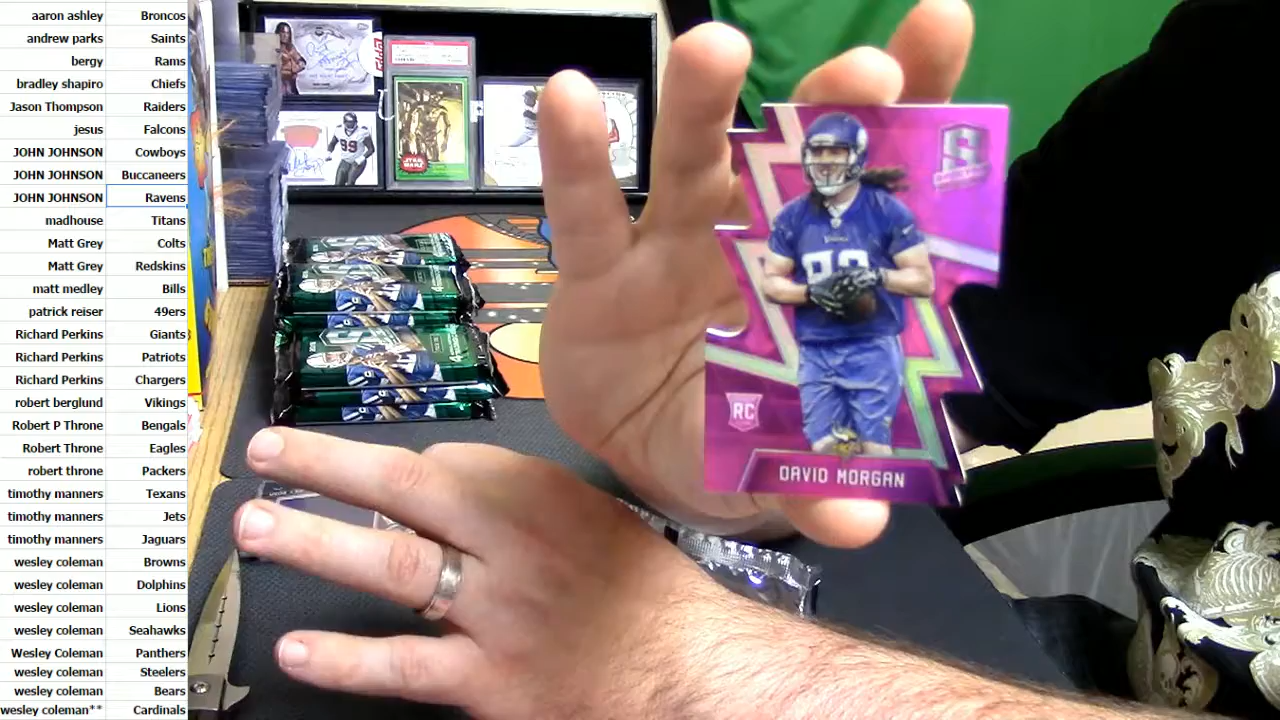 aaron ashley Broncos
andrew parks Saints
bergy Rams
bradley shapiro Chiefs
Jason Thompson Raiders
jesus Falcons
JOHN JOHNSON Cowboys
JOHN JOHNSON Buccaneers
JOHN JOHNSON Ravens
madhouse Titans
Matt Grey Colts
Matt Grey Redskins
matt medley Bills
patrick reiser 49ers
Richard Perkins Giants
Richard Perkins Patriots
Richard Perkins Chargers
robert berglund Vikings
Robert P Throne Bengals
Robert Throne Eagles
robert throne Packers
timothy manners Texans
timothy manners Jets
timothy manners Jaguars
wesley coleman Browns
wesley coleman Dolphins
wesley coleman Lions
wesley coleman Seahawks
Wesley Coleman Panthers
wesley coleman Steelers
wesley coleman Bears
wesley coleman** Cardinals
STAR WARS
99
S
RC
DAVID MORGAN